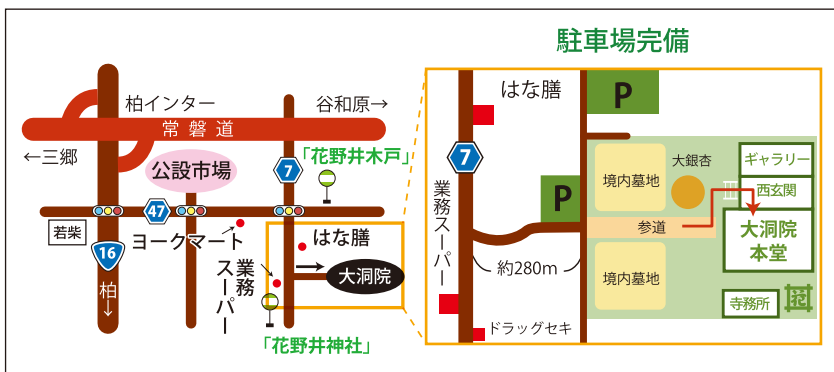 駐車場完備
柏インター
谷和原→
常磐道
←三郷
公設市場
7
「花野井木戸」
47
若柴
ヨークマート
はな膳
16
業務
スーパー
大洞院
柏
↓
「花野井神社」
はな膳
P
7
大銀杏
ギャラリー
境内墓地
西玄関
P
業務スーパー
参道
大洞院
本堂
約280m
境内墓地
寺務所
ドラッグセキ